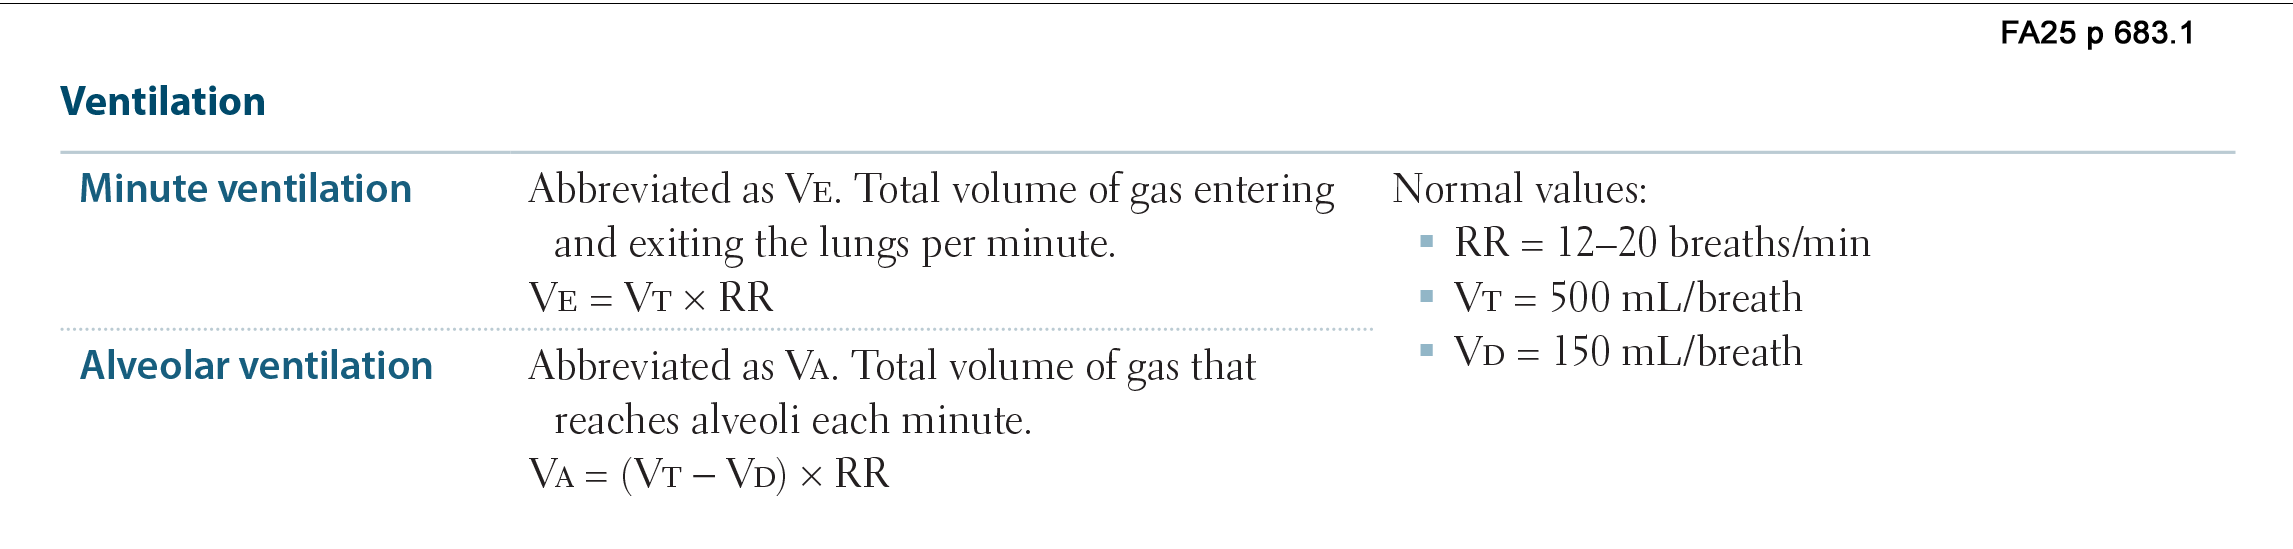 FA25 p 683.1
Ventilation
Minute ventilation
Abbreviated as VE. Total volume of gas entering
and exiting the lungs per minute.
VE = VT × RR
Alveolar ventilation
Abbreviated as VA. Total volume of gas that
reaches alveoli each minute.
VA = (VT – VD) × RR
Normal values:
▪ RR = 12–20 breaths/min
▪ VT = 500 mL/breath
▪ VD = 150 mL/breath